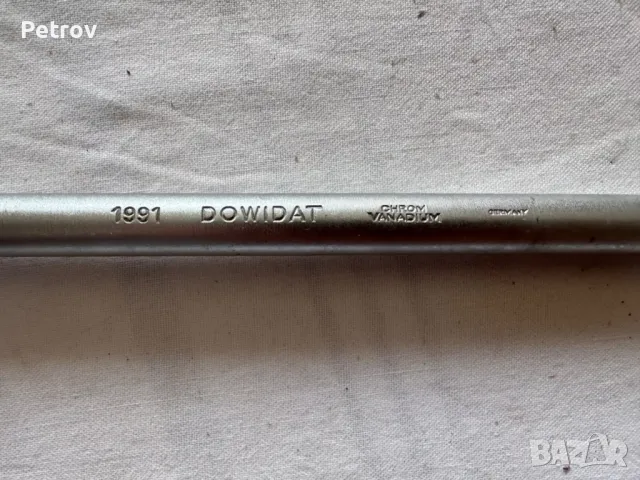 Petrov
1991 DOWIDAT CHROM VANADIUM GERMANY
BAZAR